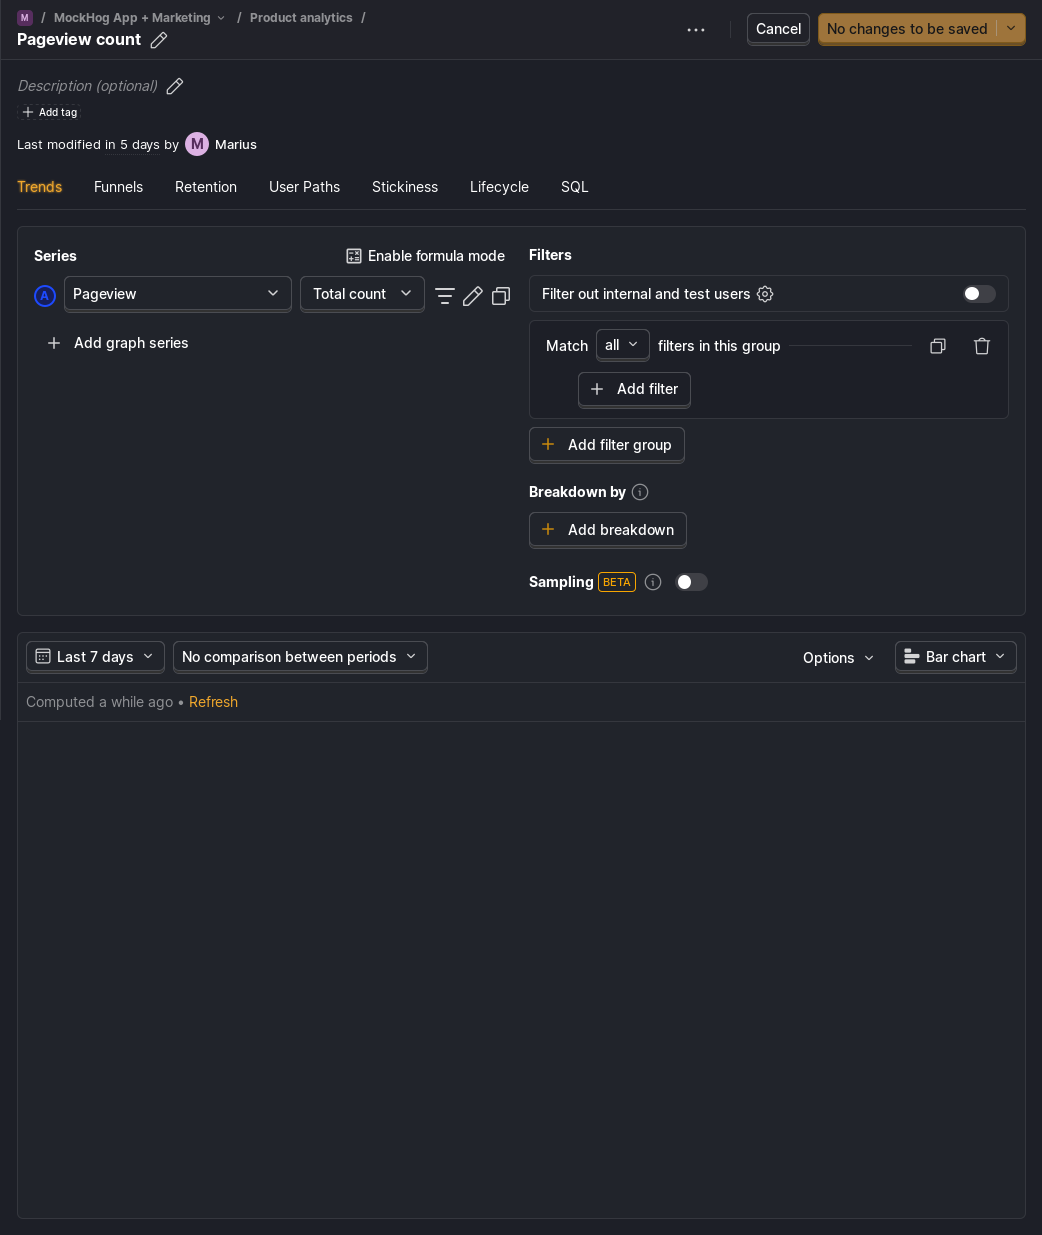 M / MockHog App + Marketing / Product analytics /
Pageview count
Cancel
No changes to be saved
Description (optional)
Add tag
Last modified in 5 days by M Marius
Trends Funnels Retention User Paths Stickiness Lifecycle SQL
Series
Enable formula mode
A Pageview Total count
Add graph series
Filters
Filter out internal and test users
Match all filters in this group
Add filter
Add filter group
Breakdown by
Add breakdown
Sampling BETA
Last 7 days No comparison between periods Options Bar chart
Computed a while ago • Refresh